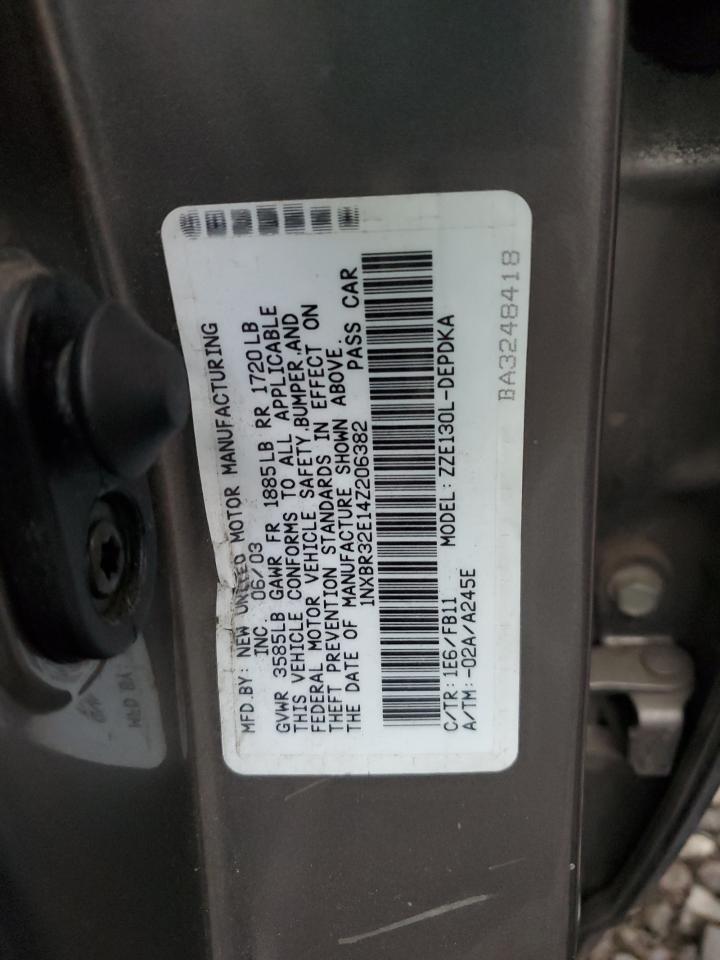 MFD.BY: NEW UNITED MOTOR MANUFACTURING
INC. 06/03
GVWR 3585LB GAWR FR 1885LB RR 1720LB
THIS VEHICLE CONFORMS TO ALL APPLICABLE
FEDERAL MOTOR VEHICLE SAFETY,BUMPER,AND
THEFT PREVENTION STANDARDS IN EFFECT ON
THE DATE OF MANUFACTURE SHOWN ABOVE.
1NXBR32E14Z206382 PASS CAR
C/TR:1E6/FB11 MODEL:ZZE130L-DEPDKA
A/TM:-02A/A245E
BA3248418